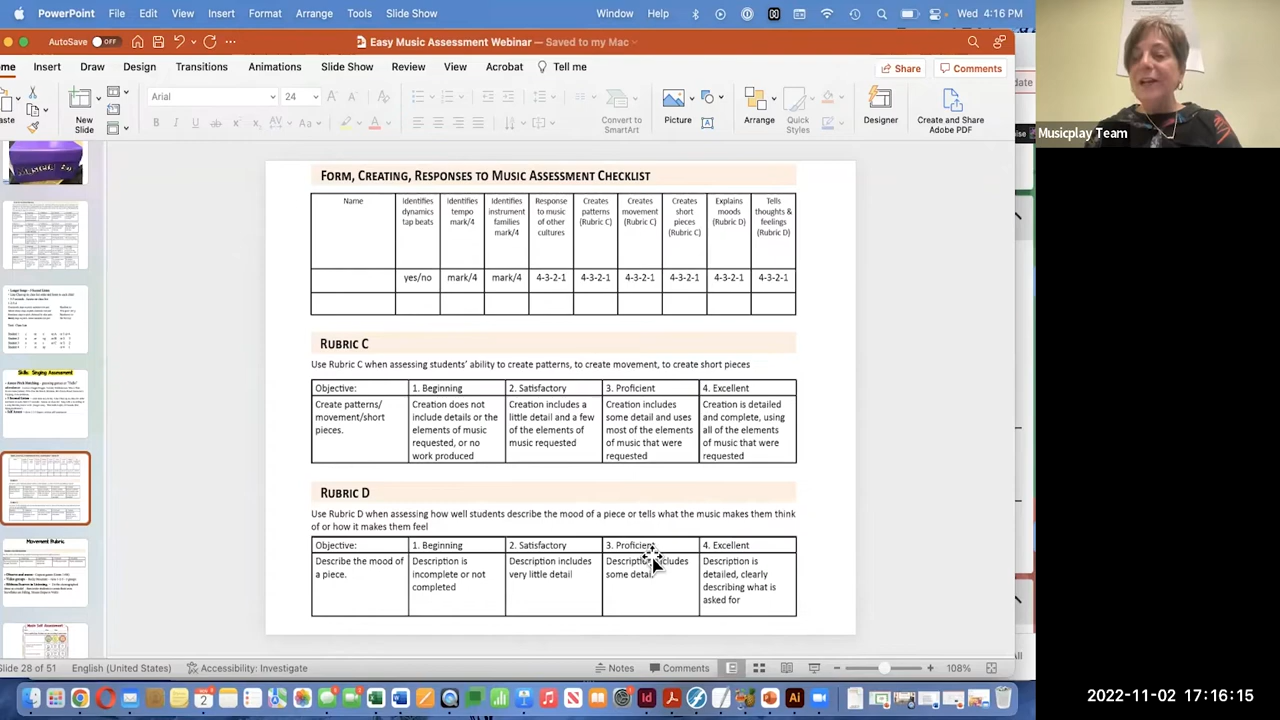 PowerPoint File Edit View Insert Format Arrange Tools Slide Show Window Help 4:16 PM
AutoSave OFF Easy Music Assessment Webinar — Saved to my Mac
Insert Draw Design Transitions Animations Slide Show Review View Acrobat Tell me Share Comments
Arial 24
New Slide Convert to SmartArt Picture Arrange Quick Styles Designer Create and Share Adobe PDF
Musicplay Team
FORM, CREATING, RESPONSES TO MUSIC ASSESSMENT CHECKLIST
Name
Identifies dynamics
beats
tempo mark/4
Identifies instrument families mark/4
Response to music of other cultures
Creates patterns (Rubric C)
Creates movement (Rubric C)
Creates short pieces (Rubric C)
Explains moods (Rubric D)
Tells thoughts & feelings (Rubric D)
yes/no mark/4 mark/4 4-3-2-1 4-3-2-1 4-3-2-1 4-3-2-1 4-3-2-1 4-3-2-1
RUBRIC C
Use Rubric C when assessing students' ability to create patterns, to create movement, to create short pieces
Objective: 1. Beginning 2. Satisfactory 3. Proficient 4. Excellent
Create patterns/
movement/short
pieces.
Creation does not
include details or the
elements of music
requested, or no
work produced
Creation includes a
little detail and a few
of the elements of
music requested
Creation includes
some detail and uses
most of the elements
of music that were
requested
Creation is detailed
and complete, using
all of the elements
of music that were
requested
RUBRIC D
Use Rubric D when assessing how well students describe the mood of a piece or tells what the music makes them think
of or how it makes them feel
Objective: 1. Beginning 2. Satisfactory 3. Proficient 4. Excellent
Describe the mood of
a piece.
Description is
incomplete or not
completed
Description includes
very little detail
Description includes
some detail
Description is
detailed, clearly
describing what is
asked for
Skills: Singing Assessment
Movement Rubric
Music Self Assessment
Slide 28 of 51 English (United States) Accessibility: Investigate Notes Comments 108%
2022-11-02 17:16:15